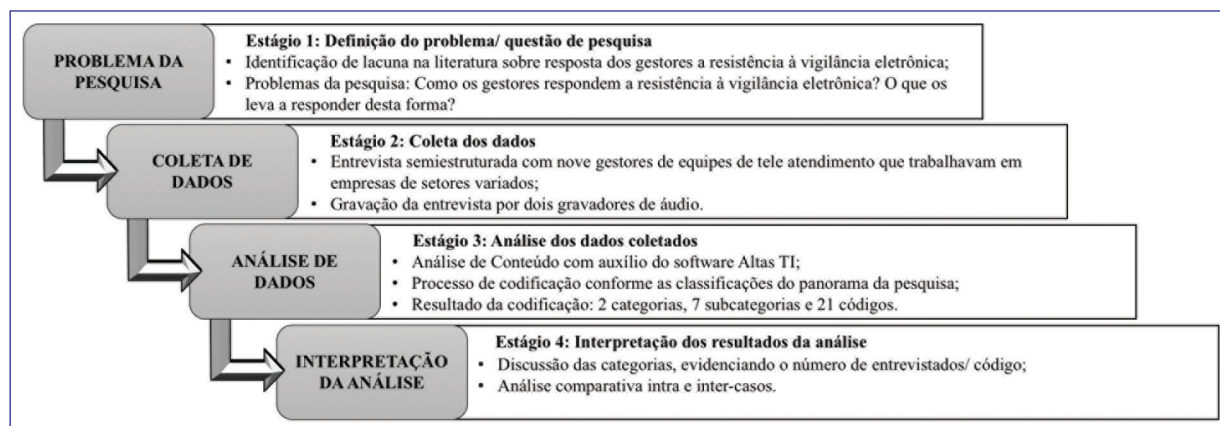 PROBLEMA DA
PESQUISA
Estágio 1: Definição do problema/ questão de pesquisa
• Identificação de lacuna na literatura sobre resposta dos gestores a resistência à vigilância eletrônica;
• Problemas da pesquisa: Como os gestores respondem a resistência à vigilância eletrônica? O que os
leva a responder desta forma?
COLETA DE
DADOS
Estágio 2: Coleta dos dados
• Entrevista semiestruturada com nove gestores de equipes de tele atendimento que trabalhavam em
empresas de setores variados;
• Gravação da entrevista por dois gravadores de áudio.
ANÁLISE DE
DADOS
Estágio 3: Análise dos dados coletados
• Análise de Conteúdo com auxílio do software Altas TI;
• Processo de codificação conforme as classificações do panorama da pesquisa;
• Resultado da codificação: 2 categorias, 7 subcategorias e 21 códigos.
INTERPRETAÇÃO
DA ANÁLISE
Estágio 4: Interpretação dos resultados da análise
• Discussão das categorias, evidenciando o número de entrevistados/ código;
• Análise comparativa intra e inter-casos.